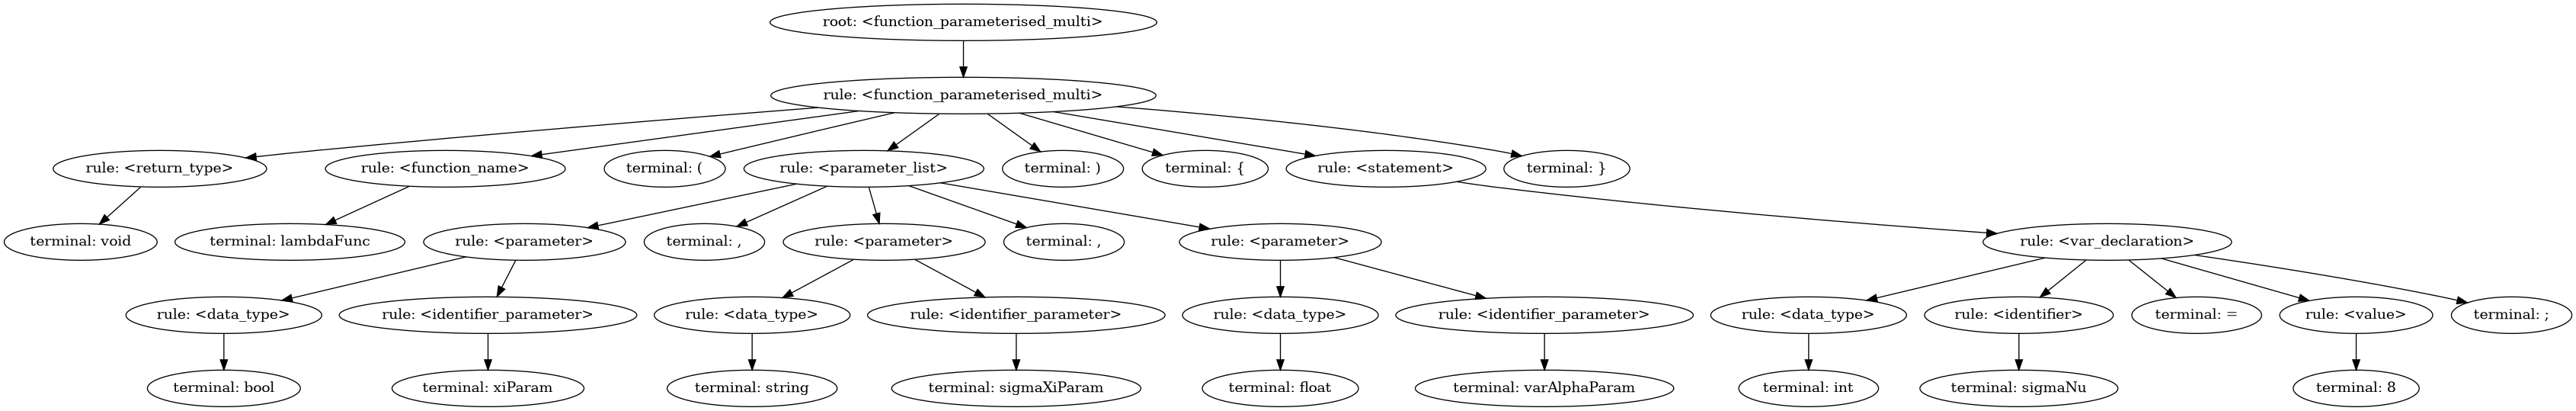 root: <function_parameterised_multi>
rule: <function_parameterised_multi>
rule: <return_type>
rule: <function_name>
terminal: (
rule: <parameter_list>
terminal: )
terminal: {
rule: <statement>
terminal: }
terminal: void
terminal: lambdaFunc
rule: <parameter>
terminal: ,
rule: <parameter>
terminal: ,
rule: <parameter>
rule: <var_declaration>
rule: <data_type>
rule: <identifier_parameter>
rule: <data_type>
rule: <identifier_parameter>
rule: <data_type>
rule: <identifier_parameter>
rule: <data_type>
rule: <identifier>
terminal: =
rule: <value>
terminal: ;
terminal: bool
terminal: xiParam
terminal: string
terminal: sigmaXiParam
terminal: float
terminal: varAlphaParam
terminal: int
terminal: sigmaNu
terminal: 8